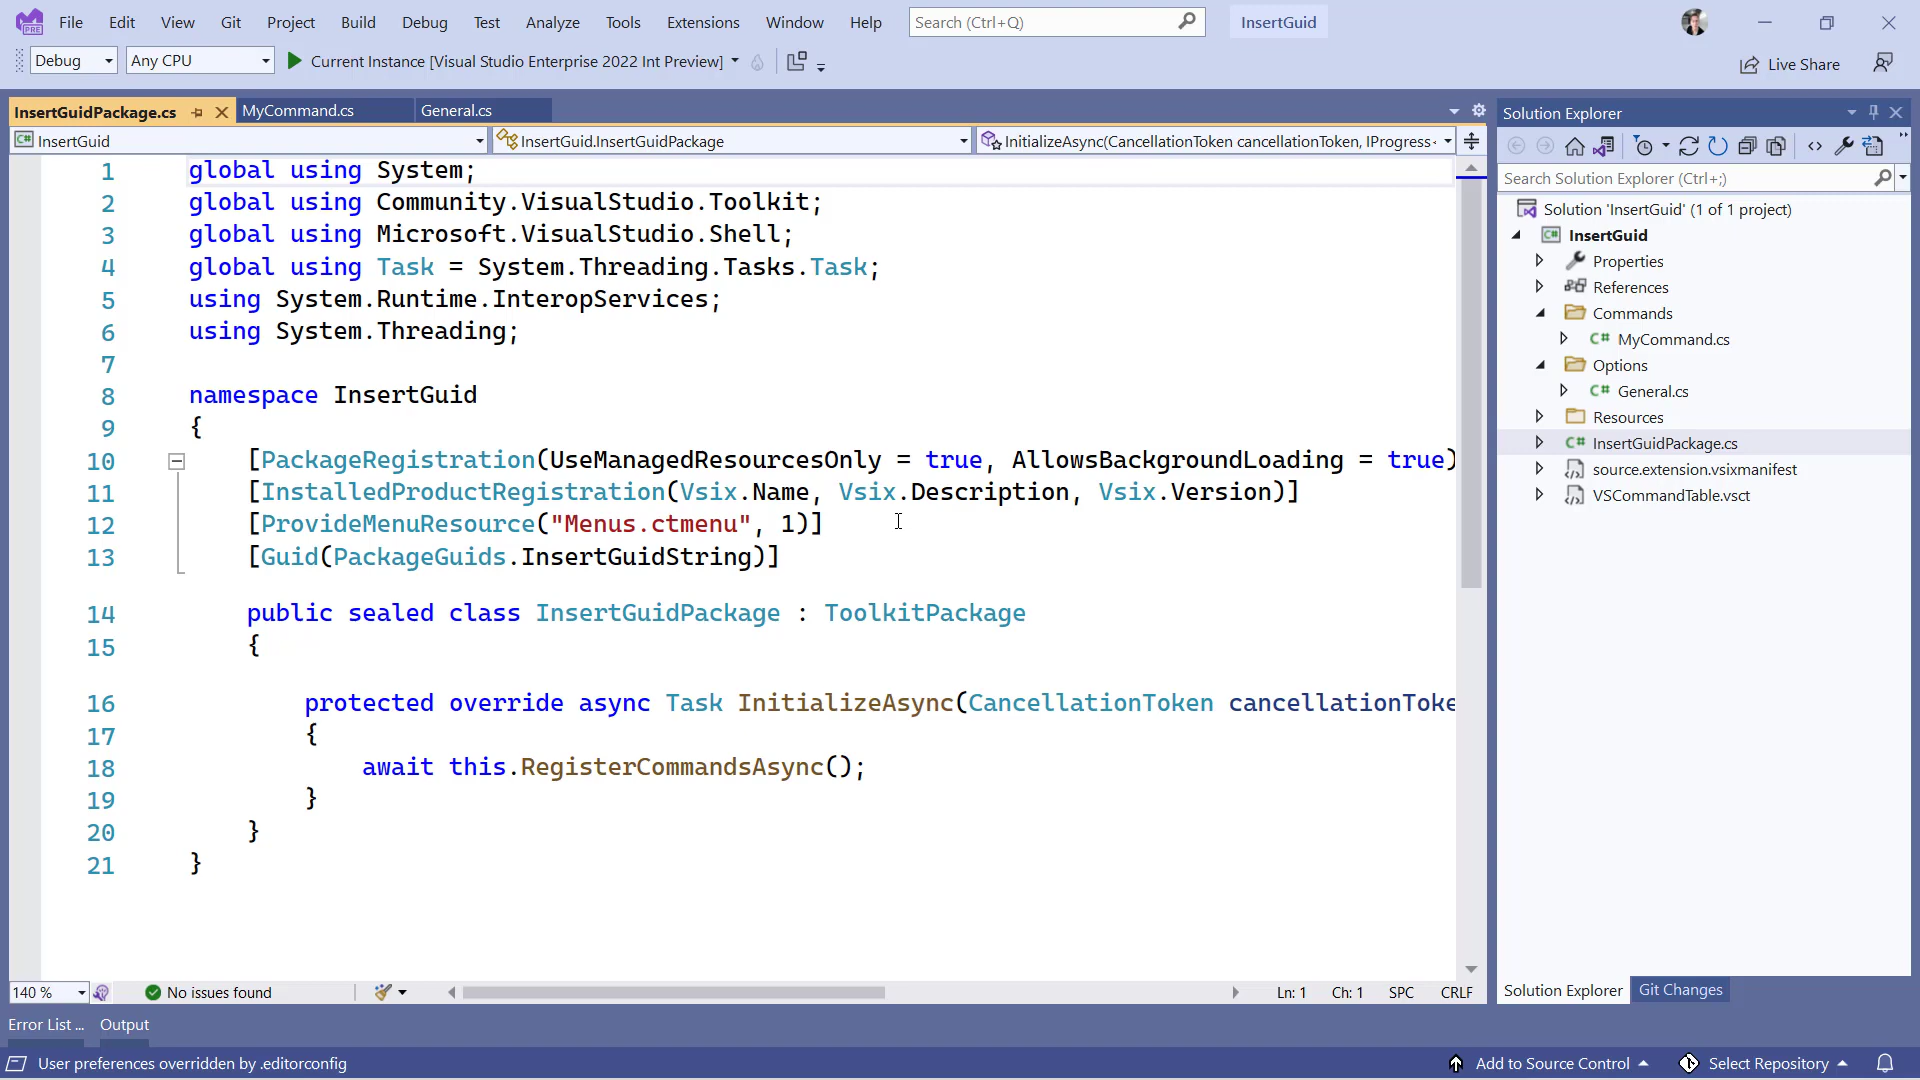 File Edit View Git Project Build Debug Test Analyze Tools Extensions Window Help Search (Ctrl+Q) InsertGuid
PRE
Debug Any CPU Current Instance [Visual Studio Enterprise 2022 Int Preview] Live Share
InsertGuidPackage.cs MyCommand.cs General.cs
C# InsertGuid InsertGuid.InsertGuidPackage InitializeAsync(CancellationToken cancellationToken, IProgress
1 global using System;
2 global using Community.VisualStudio.Toolkit;
3 global using Microsoft.VisualStudio.Shell;
4 global using Task = System.Threading.Tasks.Task;
5 using System.Runtime.InteropServices;
6 using System.Threading;
7
8 namespace InsertGuid
9 {
10 [PackageRegistration(UseManagedResourcesOnly = true, AllowsBackgroundLoading = true)
11 [InstalledProductRegistration(Vsix.Name, Vsix.Description, Vsix.Version)]
12 [ProvideMenuResource("Menus.ctmenu", 1)]
13 [Guid(PackageGuids.InsertGuidString)]
14 public sealed class InsertGuidPackage : ToolkitPackage
15 {
16 protected override async Task InitializeAsync(CancellationToken cancellationToke
17 {
18 await this.RegisterCommandsAsync();
19 }
20 }
21 }
140 % No issues found Ln: 1 Ch: 1 SPC CRLF
Solution Explorer
Search Solution Explorer (Ctrl+;)
Solution 'InsertGuid' (1 of 1 project)
C# InsertGuid
Properties
References
Commands
C# MyCommand.cs
Options
C# General.cs
Resources
C# InsertGuidPackage.cs
source.extension.vsixmanifest
VSCommandTable.vsct
Solution Explorer Git Changes
Error List ... Output
User preferences overridden by .editorconfig Add to Source Control Select Repository